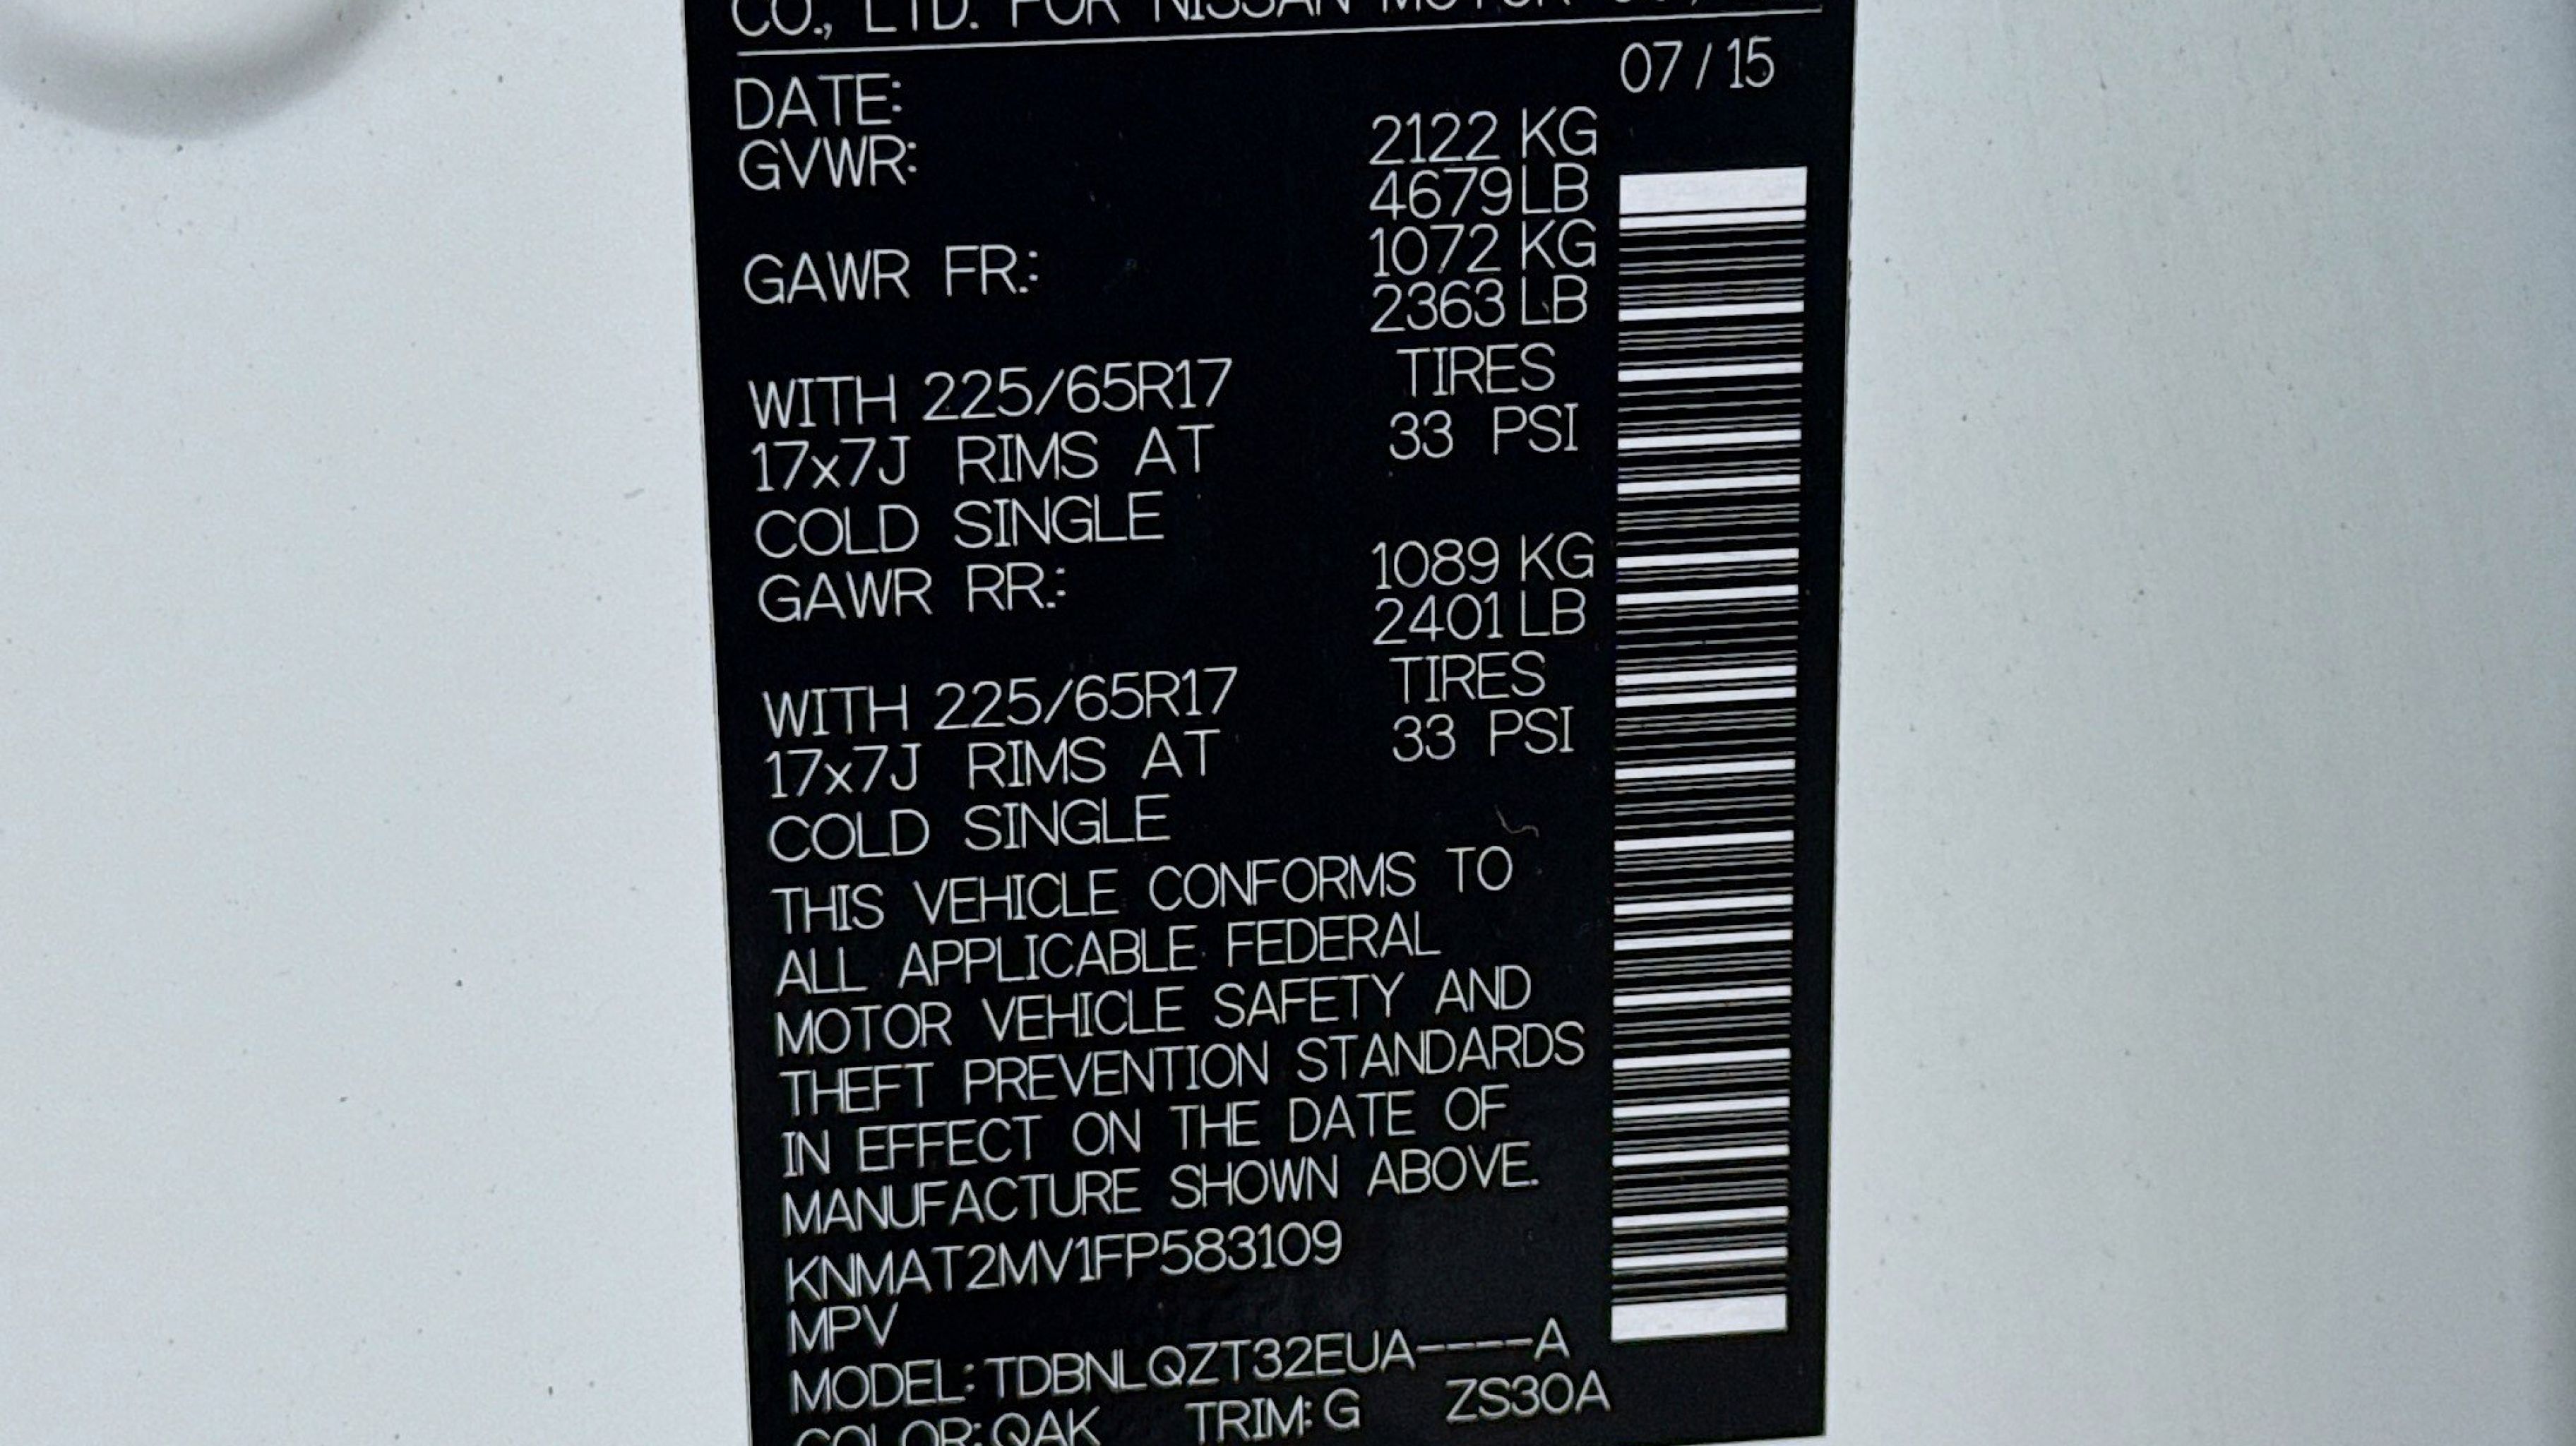 CO., LTD. FOR NISSAN MOTOR
DATE: 07/15
GVWR: 2122 KG
4679 LB
GAWR FR.: 1072 KG
2363 LB
WITH 225/65R17 TIRES
17x7J RIMS AT 33 PSI
COLD SINGLE
GAWR RR.: 1089 KG
2401 LB
WITH 225/65R17 TIRES
17x7J RIMS AT 33 PSI
COLD SINGLE
THIS VEHICLE CONFORMS TO
ALL APPLICABLE FEDERAL
MOTOR VEHICLE SAFETY AND
THEFT PREVENTION STANDARDS
IN EFFECT ON THE DATE OF
MANUFACTURE SHOWN ABOVE.
KNMAT2MV1FP583109
MPV
MODEL: TDBNLQZT32EUA----A
COLOR: QAK TRIM: G ZS30A